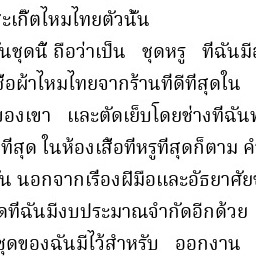 ะเก็ตไหมไทยตัวนั้น
นชุดนี้ ถือว่าเป็น ชุดหรู ที่ฉันมี
ื้อผ้าไหมไทยจากร้านที่ดีที่สุดใน
ของเขา และตัดเย็บโดยช่างที่ฉัน
ที่สุด ในห้องเสื้อที่หรูที่สุดก็ตาม
ัน นอกจากเรื่องฝีมือและอัธยาศัย
ดที่ฉันมีงบประมาณจำกัดอีกด้วย
ชุดของฉันมีไว้สำหรับ ออกงาน